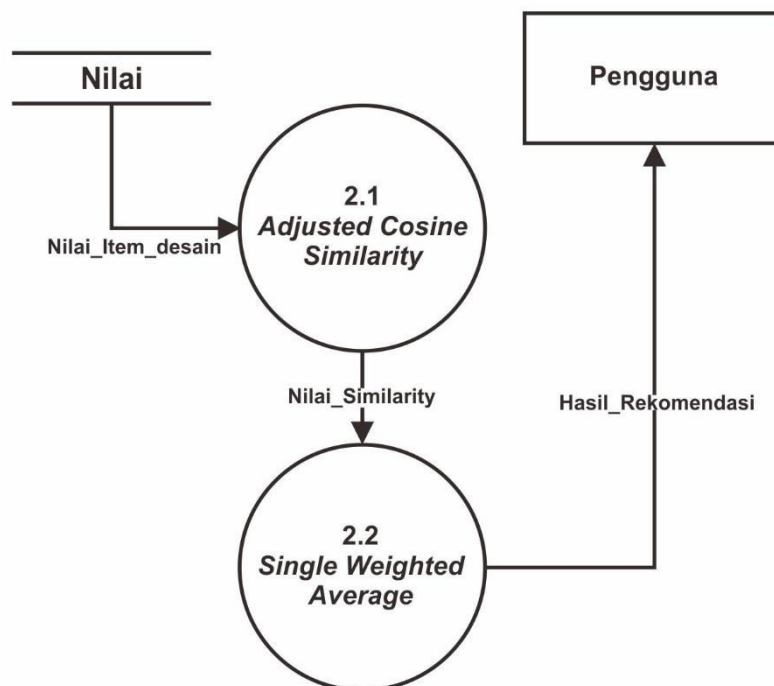 Nilai
Pengguna
2.1
Adjusted Cosine
Similarity
Nilai_Item_desain
Nilai_Similarity
Hasil_Rekomendasi
2.2
Single Weighted
Average